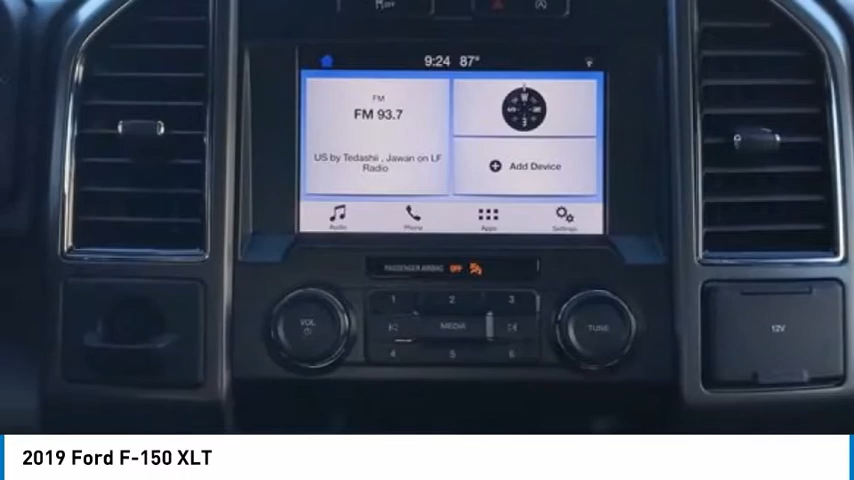 OFF
9:24 87°
FM
FM 93.7
US by Tedashii , Jawan on LF
Radio
W
Add Device
Audio
Phone
Apps
Settings
PASSENGER AIRBAG OFF
VOL
1 2 3
MEDIA
4 5 6
TUNE
12V
2019 Ford F-150 XLT